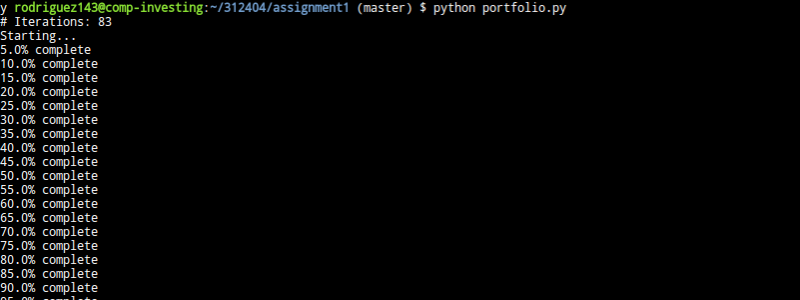 y rodriguez143@comp-investing:~/312404/assignment1 (master) $ python portfolio.py
# Iterations: 83
Starting...
5.0% complete
10.0% complete
15.0% complete
20.0% complete
25.0% complete
30.0% complete
35.0% complete
40.0% complete
45.0% complete
50.0% complete
55.0% complete
60.0% complete
65.0% complete
70.0% complete
75.0% complete
80.0% complete
85.0% complete
90.0% complete
95.0% complete